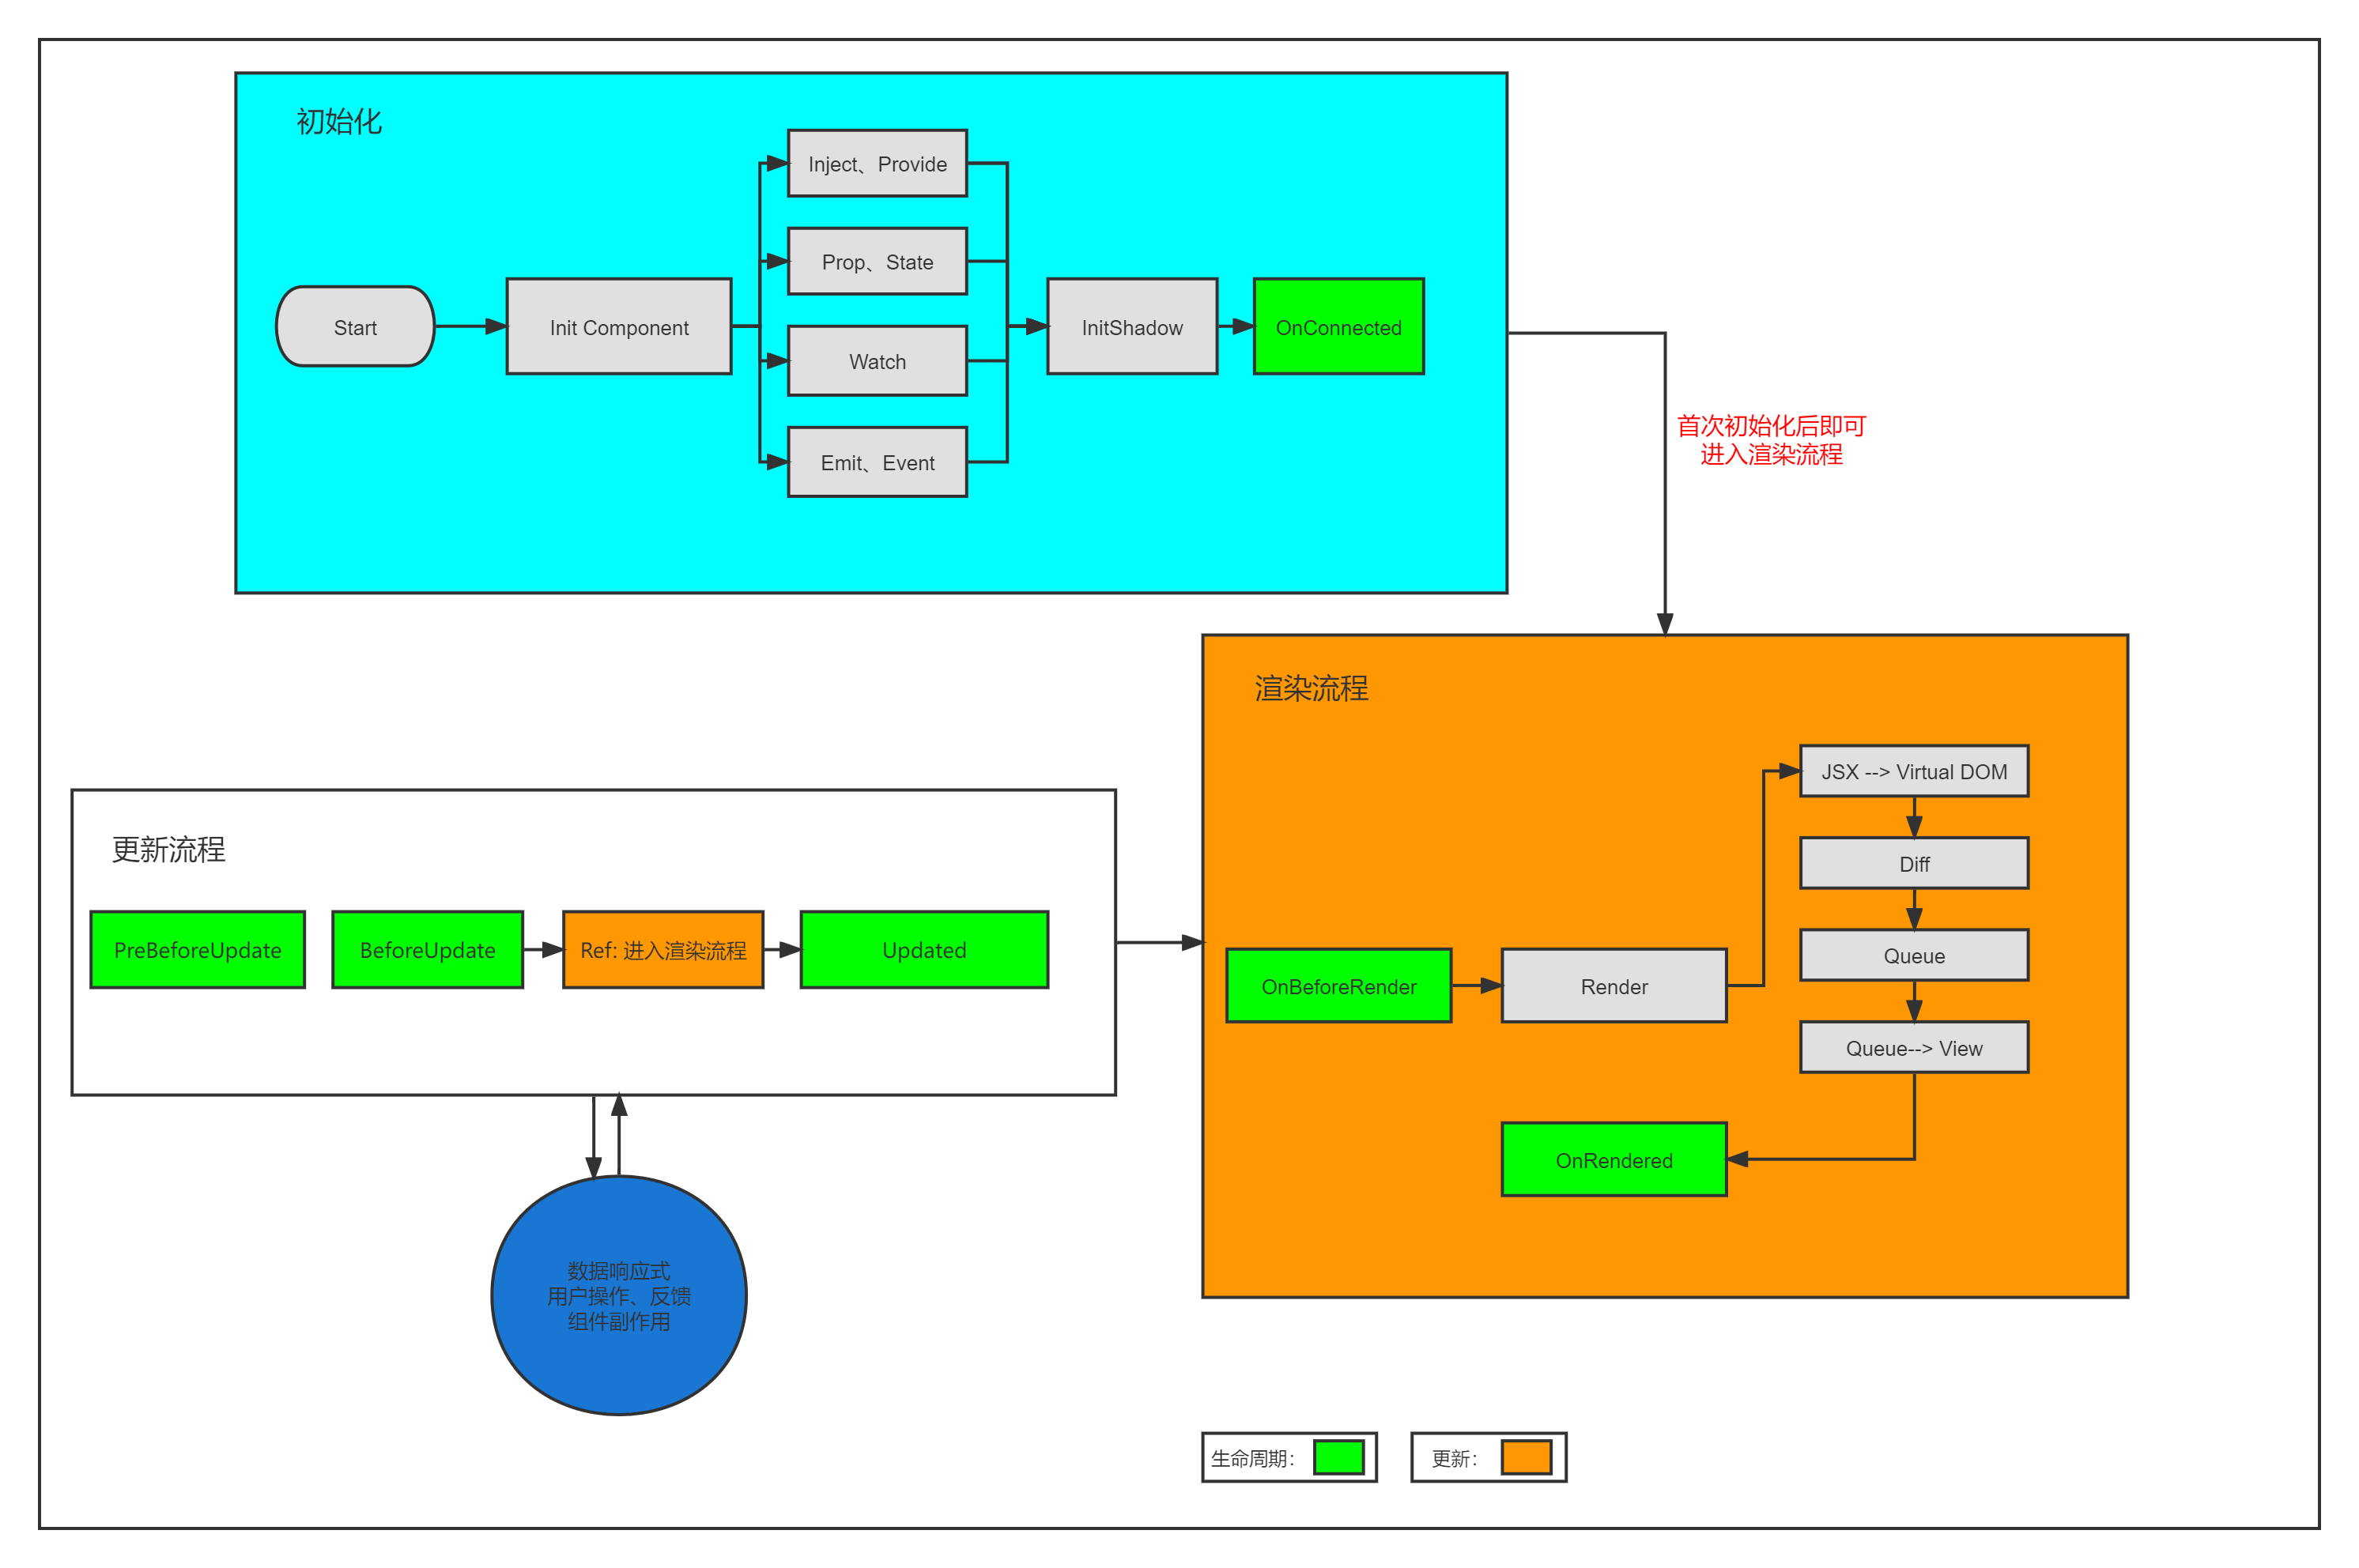 初始化
Inject、Provide
Prop、State
Start
Init Component
InitShadow
OnConnected
Watch
Emit、Event
首次初始化后即可
进入渲染流程
渲染流程
JSX --> Virtual DOM
Diff
Queue
Queue--> View
OnBeforeRender
Render
OnRendered
更新流程
PreBeforeUpdate
BeforeUpdate
Ref: 进入渲染流程
Updated
数据响应式
用户操作、反馈
组件副作用
生命周期：
更新：